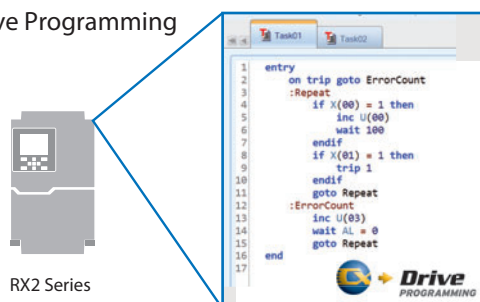 ve Programming
Task01 Task02
1 entry
2 on trip goto ErrorCount
3 :Repeat
4 if X(00) = 1 then
5 inc U(00)
6 wait 100
7 endif
8 if X(01) = 1 then
9 trip 1
10 endif
11 goto Repeat
12 :ErrorCount
13 inc U(03)
14 wait AL = 0
15 goto Repeat
16 end
17
CX + Drive
PROGRAMMING
RX2 Series